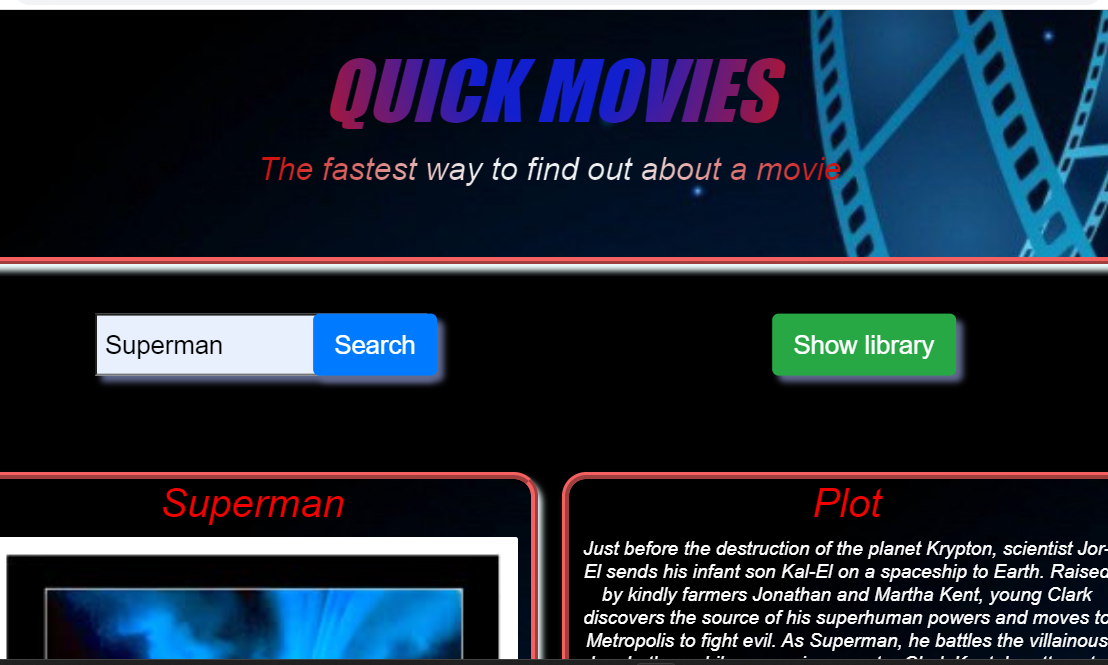 QUICK MOVIES
The fastest way to find out about a movie
Superman
Search
Show library
Superman
Plot
Just before the destruction of the planet Krypton, scientist Jor-
El sends his infant son Kal-El on a spaceship to Earth. Raised
by kindly farmers Jonathan and Martha Kent, young Clark
discovers the source of his superhuman powers and moves to
Metropolis to fight evil. As Superman, he battles the villainous